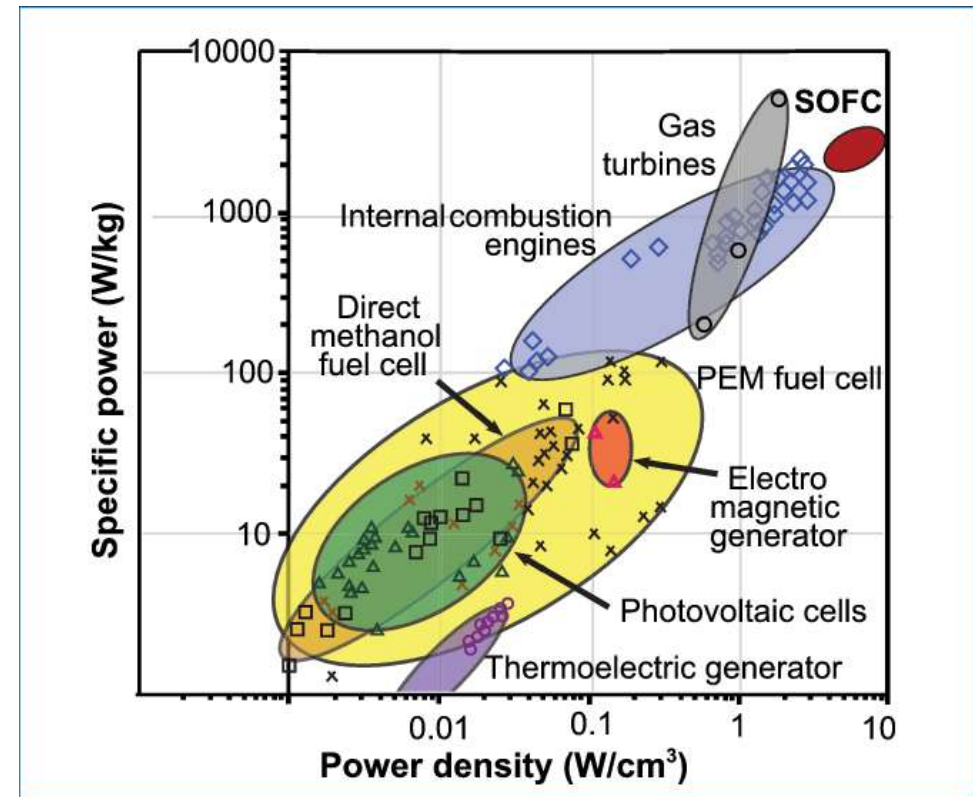 10000
SOFC
Gas
turbines
1000
Internal combustion
engines
Direct
methanol
fuel cell
100
PEM fuel cell
Electro
magnetic
generator
10
Photovoltaic cells
Thermoelectric generator
0.01
0.1
1
10
Specific power (W/kg)
Power density (W/cm³)